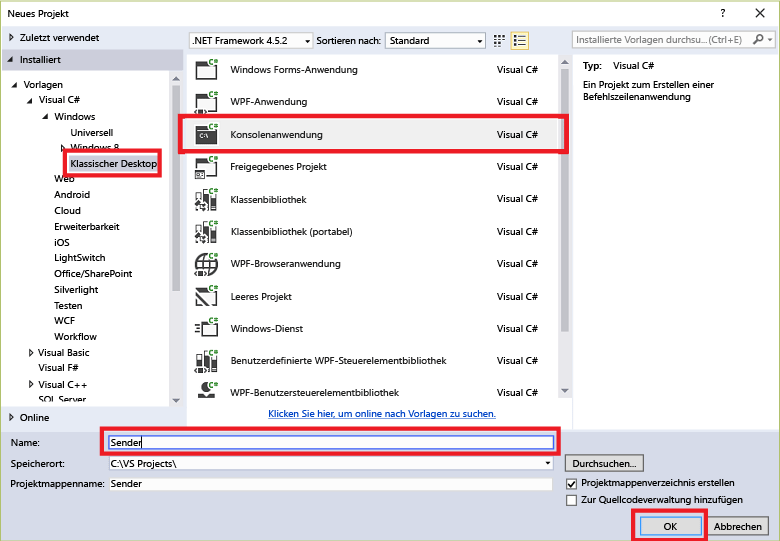 Neues Projekt
? X
Zuletzt verwendet
.NET Framework 4.5.2 Sortieren nach: Standard
Installierte Vorlagen durchsu...(Ctrl+E)
Installiert
Vorlagen
Visual C#
Windows
Universell
Windows 8
Klassischer Desktop
Web
Android
Cloud
Erweiterbarkeit
iOS
LightSwitch
Office/SharePoint
Silverlight
Testen
WCF
Workflow
Visual Basic
Visual F#
Visual C++
SQL Server
Online
Windows Forms-Anwendung Visual C#
WPF-Anwendung Visual C#
Konsolenanwendung Visual C#
Freigegebenes Projekt Visual C#
Klassenbibliothek Visual C#
Klassenbibliothek (portabel) Visual C#
WPF-Browseranwendung Visual C#
Leeres Projekt Visual C#
Windows-Dienst Visual C#
Benutzerdefinierte WPF-Steuerelementbibliothek Visual C#
WPF-Benutzersteuerelementbibliothek Visual C#
Klicken Sie hier, um online nach Vorlagen zu suchen.
Typ: Visual C#
Ein Projekt zum Erstellen einer
Befehlszeilenanwendung
Name: Sender
Speicherort: C:\VS Projects\ Durchsuchen...
Projektmappenname: Sender
Projektmappenverzeichnis erstellen
Zur Quellcodeverwaltung hinzufügen
OK Abbrechen